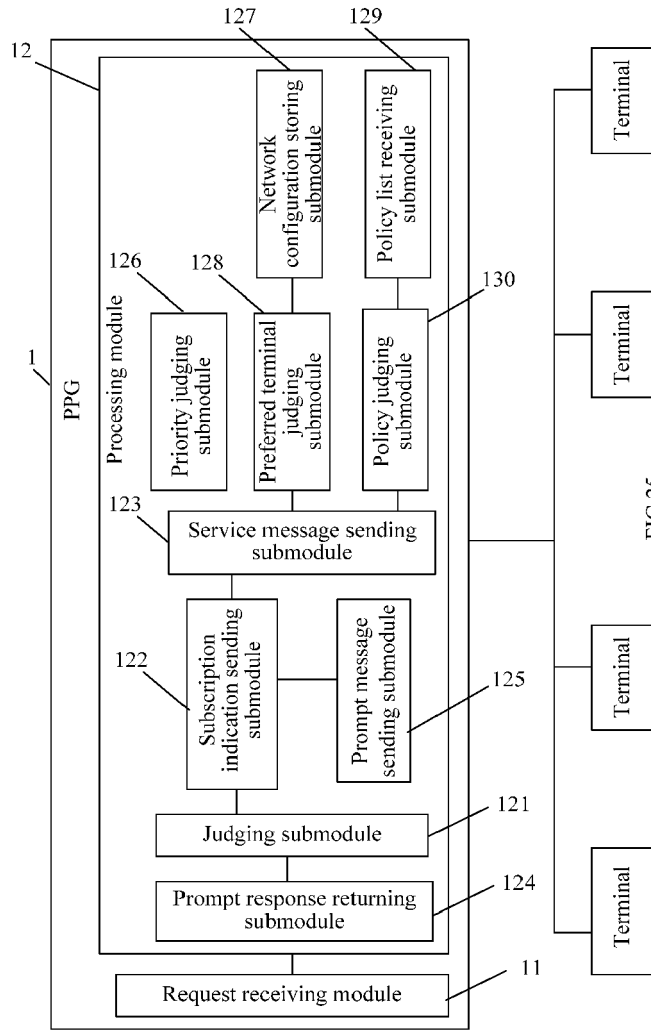 127
129
12
Network
configuration storing
submodule
Policy list receiving
submodule
126
128
130
1
PPG
Processing module
Priority judging
submodule
Preferred terminal
judging
submodule
Policy judging
submodule
123
Service message sending
submodule
122
Subscription
indication sending
submodule
Prompt message
sending submodule
125
Judging submodule
121
Prompt response returning
submodule
124
Request receiving module
11
Terminal
Terminal
Terminal
Terminal